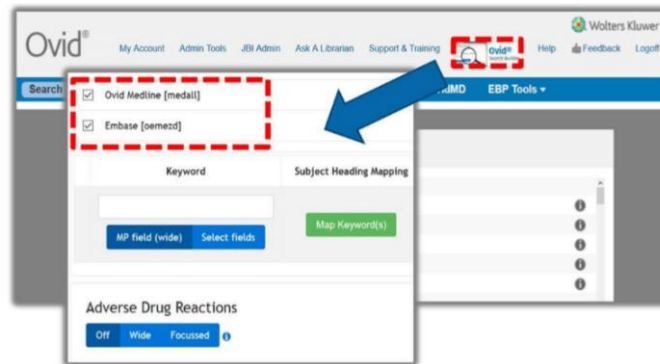 Wolters Kluwer
Ovid®
My Account Admin Tools JBI Admin Ask A Librarian Support & Training Ovid® Help Feedback Logoff
Search
EBP Tools
Ovid Medline [medall]
Embase [oemezd]
Keyword Subject Heading Mapping
MP field (wide) Select fields Map Keyword(s)
Adverse Drug Reactions
Off Wide Focussed